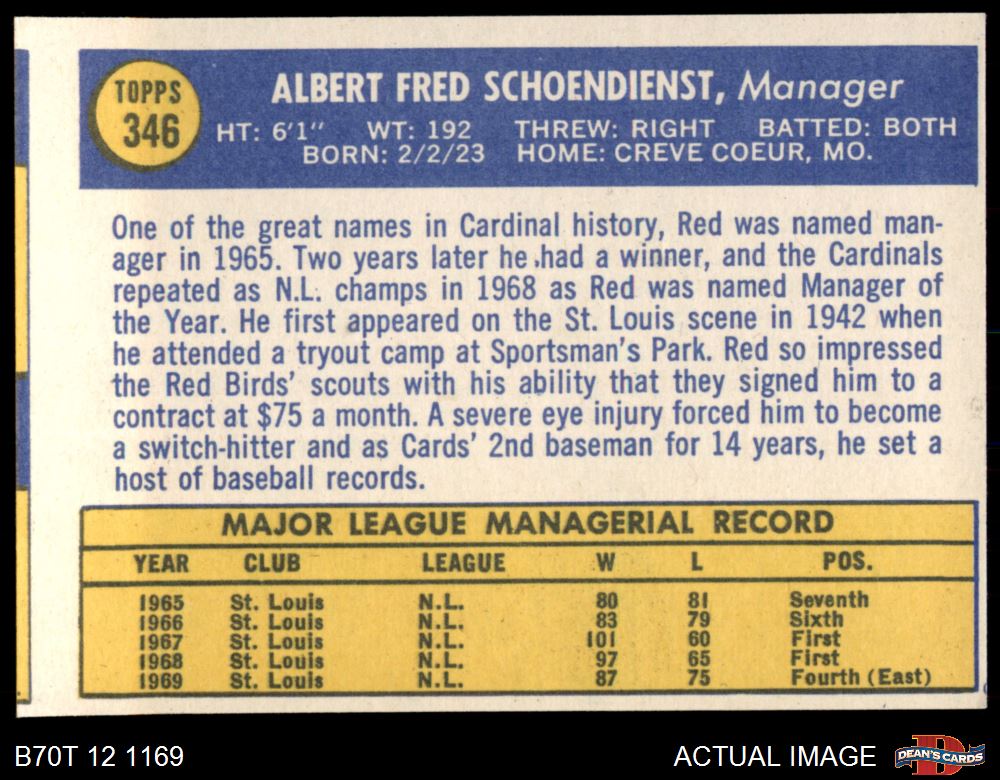 TOPPS
346
ALBERT FRED SCHOENDIENST, Manager
HT: 6'1" WT: 192 THREW: RIGHT BATTED: BOTH
BORN: 2/2/23 HOME: CREVE COEUR, MO.
One of the great names in Cardinal history, Red was named man-
ager in 1965. Two years later he had a winner, and the Cardinals
repeated as N.L. champs in 1968 as Red was named Manager of
the Year. He first appeared on the St. Louis scene in 1942 when
he attended a tryout camp at Sportsman's Park. Red so impressed
the Red Birds' scouts with his ability that they signed him to a
contract at $75 a month. A severe eye injury forced him to become
a switch-hitter and as Cards' 2nd baseman for 14 years, he set a
host of baseball records.
MAJOR LEAGUE MANAGERIAL RECORD
YEAR CLUB LEAGUE W L POS.
1965 St. Louis N.L. 80 81 Seventh
1966 St. Louis N.L. 83 79 Sixth
1967 St. Louis N.L. 101 60 First
1968 St. Louis N.L. 97 65 First
1969 St. Louis N.L. 87 75 Fourth (East)
B70T 12 1169 ACTUAL IMAGE DEAN'S CARDS